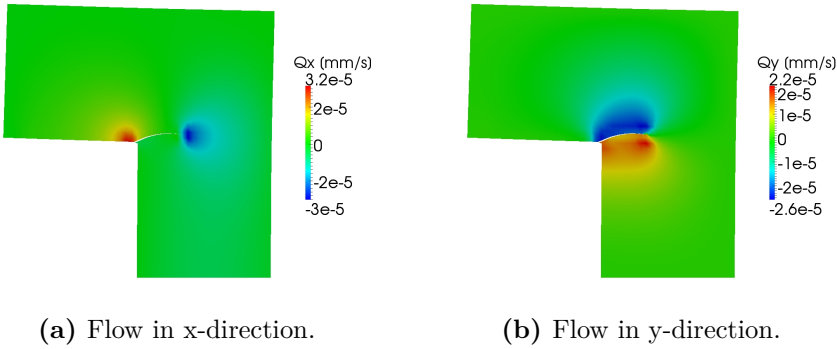 Qx (mm/s)
3.2e-5
2e-5
0
-2e-5
-3e-5
Qy (mm/s)
2.2e-5
2e-5
1e-5
0
-1e-5
-2e-5
-2.6e-5
(a) Flow in x-direction.
(b) Flow in y-direction.